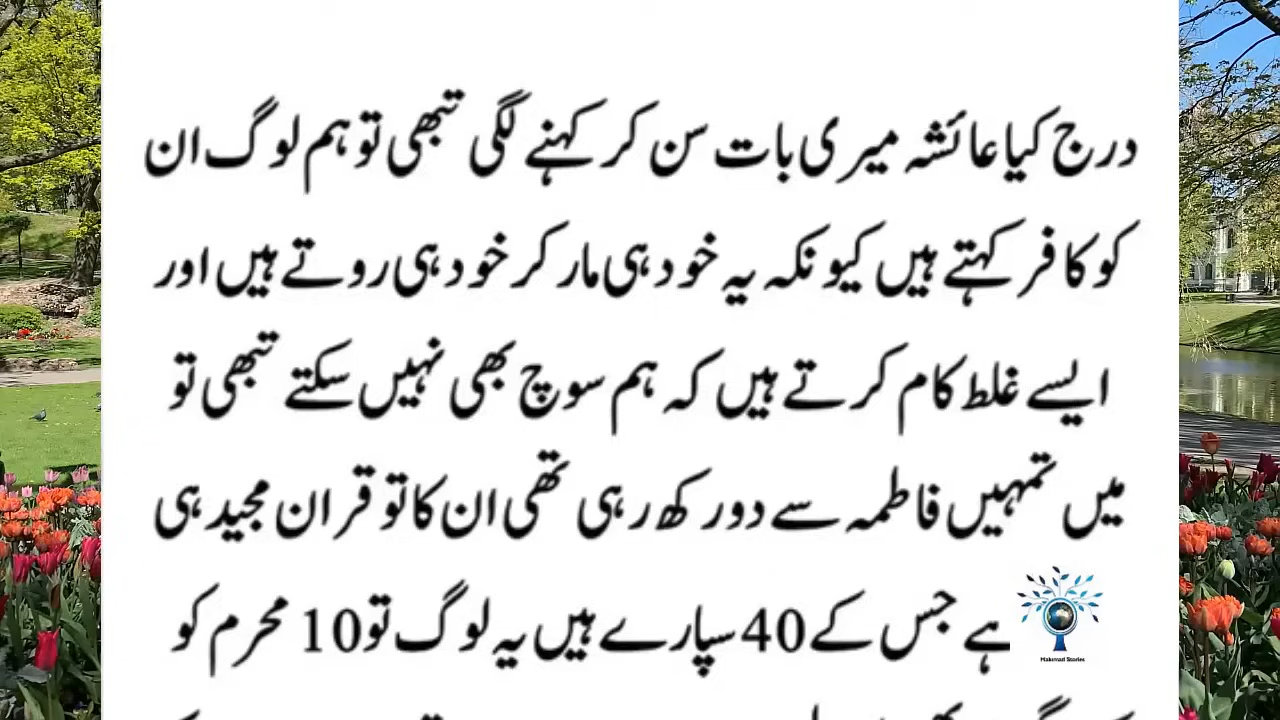 درج کیا عائشہ میری بات سن کر کہنے لگی تبھی تو ہم لوگ ان
کو کافر کہتے ہیں کیونکہ یہ خود ہی مار کر خود ہی روتے ہیں اور
ایسے غلط کام کرتے ہیں کہ ہم سوچ بھی نہیں سکتے تبھی تو
میں تمہیں فاطمہ سے دور رکھ رہی تھی ان کا تو قران مجید ہی
ہے جس کے 40 سپارے ہیں یہ لوگ تو 10 محرم کو
Makmad Stories